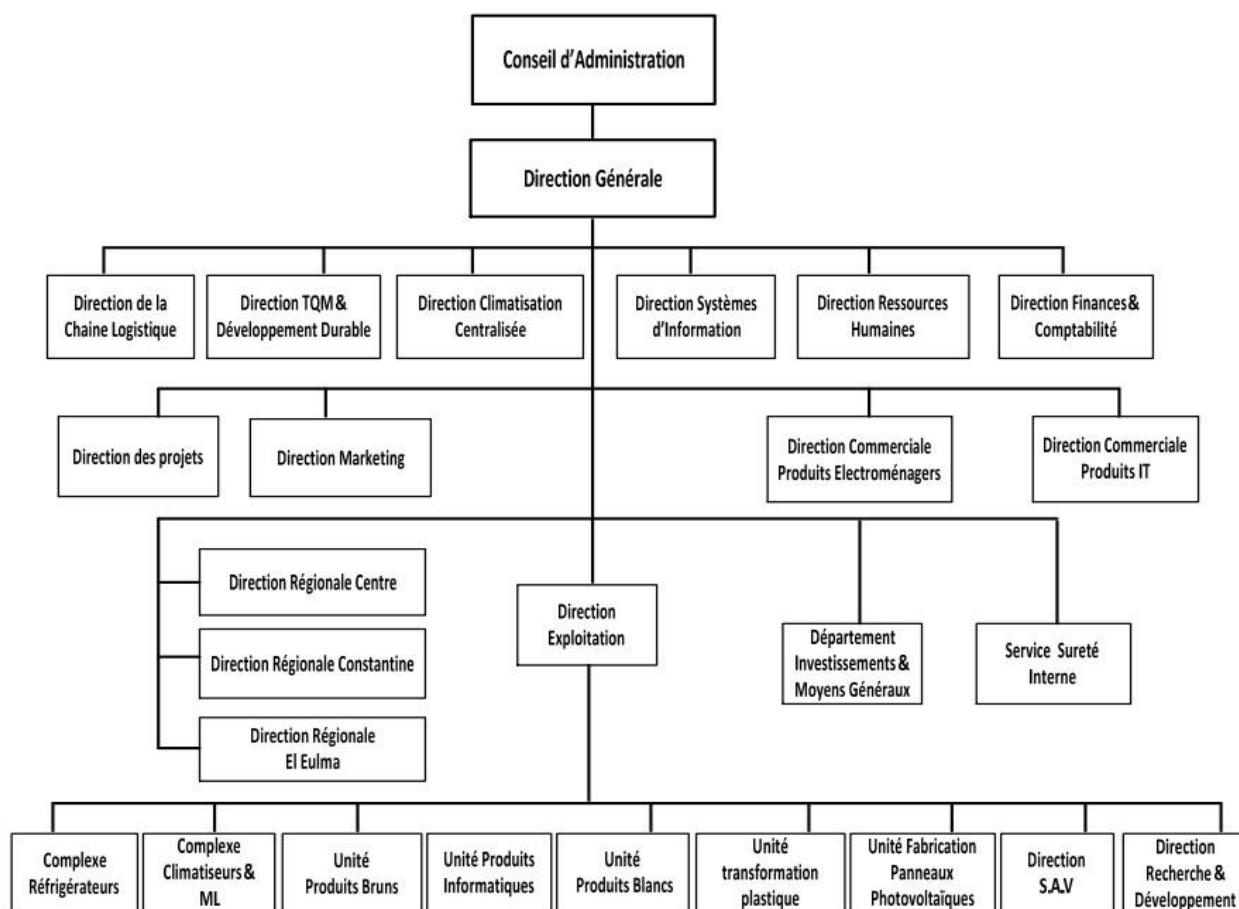 Conseil d’Administration
Direction Générale
Direction de la
Chaine Logistique
Direction TQM &
Développement Durable
Direction Climatisation
Centralisée
Direction Systèmes
d’Information
Direction Ressources
Humaines
Direction Finances &
Comptabilité
Direction des projets
Direction Marketing
Direction Commerciale
Produits Electroménagers
Direction Commerciale
Produits IT
Direction Régionale Centre
Direction Régionale Constantine
Direction Régionale
El Eulma
Direction
Exploitation
Département
Investissements &
Moyens Généraux
Service Sureté
Interne
Complexe
Réfrigérateurs
Complexe
Climatiseurs &
ML
Unité
Produits Bruns
Unité Produits
Informatiques
Unité
Produits Blancs
Unité
transformation
plastique
Unité Fabrication
Panneaux
Photovoltaïques
Direction
S.A.V
Direction
Recherche &
Développement